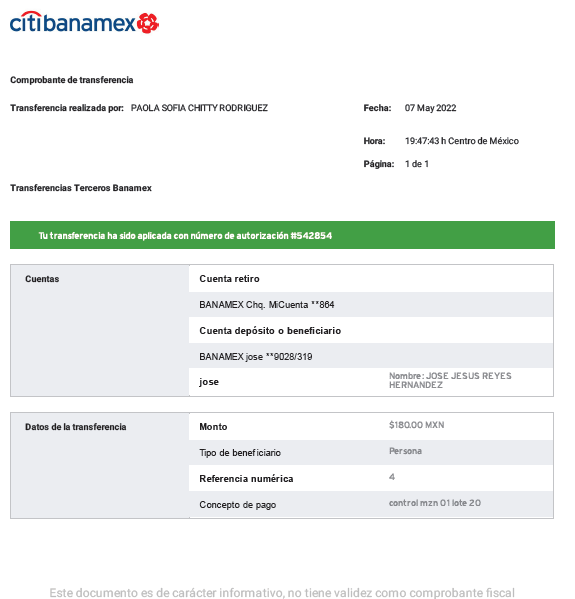 citibanamex
Comprobante de transferencia
Transferencia realizada por: PAOLA SOFIA CHITTY RODRIGUEZ
Fecha: 07 May 2022
Hora: 19:47:43 h Centro de México
Página: 1 de 1
Transferencias Terceros Banamex
Tu transferencia ha sido aplicada con número de autorización #542854
Cuentas
Cuenta retiro
BANAMEX Chq. MiCuenta **864
Cuenta depósito o beneficiario
BANAMEX jose **9028/319
jose
Nombre: JOSE JESUS REYES
HERNANDEZ
Datos de la transferencia
Monto $180.00 MXN
Tipo de beneficiario Persona
Referencia numérica 4
Concepto de pago control mzn 01 lote 20
Este documento es de carácter informativo, no tiene validez como comprobante fiscal